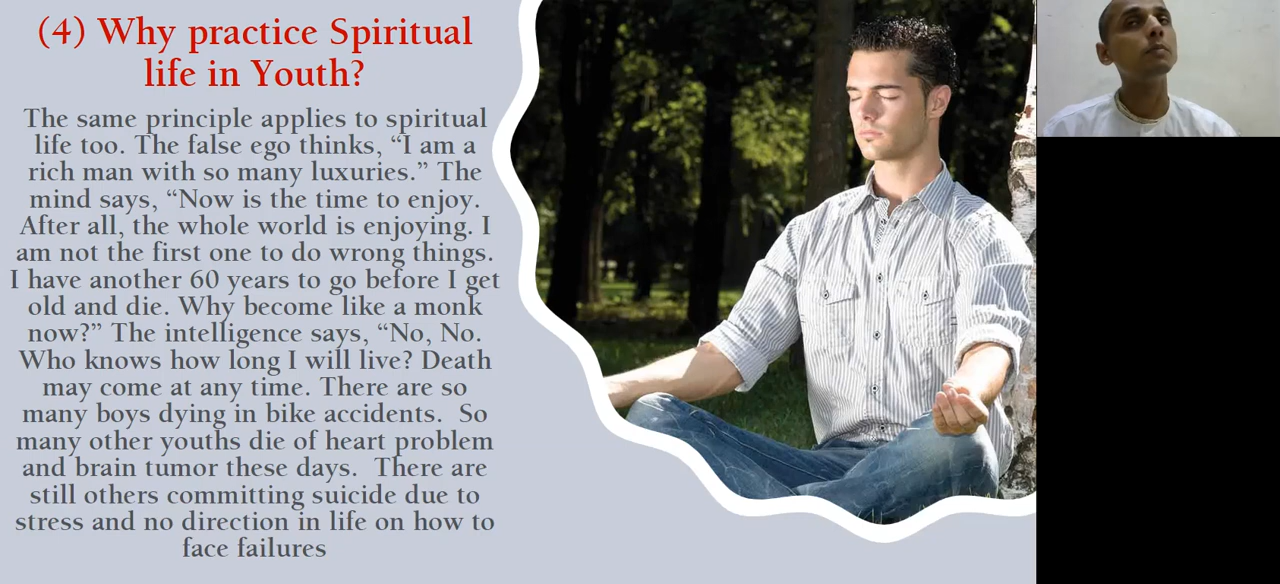 (4) Why practice Spiritual
life in Youth?
The same principle applies to spiritual
life too. The false ego thinks, “I am a
rich man with so many luxuries.” The
mind says, “Now is the time to enjoy.
After all, the whole world is enjoying. I
am not the first one to do wrong things.
I have another 60 years to go before I get
old and die. Why become like a monk
now?” The intelligence says, “No, No.
Who knows how long I will live? Death
may come at any time. There are so
many boys dying in bike accidents.  So
many other youths die of heart problem
and brain tumor these days.  There are
still others committing suicide due to
stress and no direction in life on how to
face failures